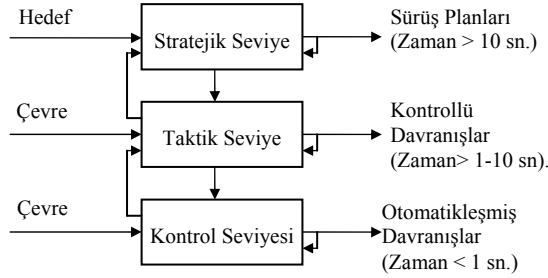 Hedef
Stratejik Seviye
Sürüş Planları
(Zaman > 10 sn.)
Çevre
Taktik Seviye
Kontrollü
Davranışlar
(Zaman> 1-10 sn).
Çevre
Kontrol Seviyesi
Otomatikleşmiş
Davranışlar
(Zaman < 1 sn.)